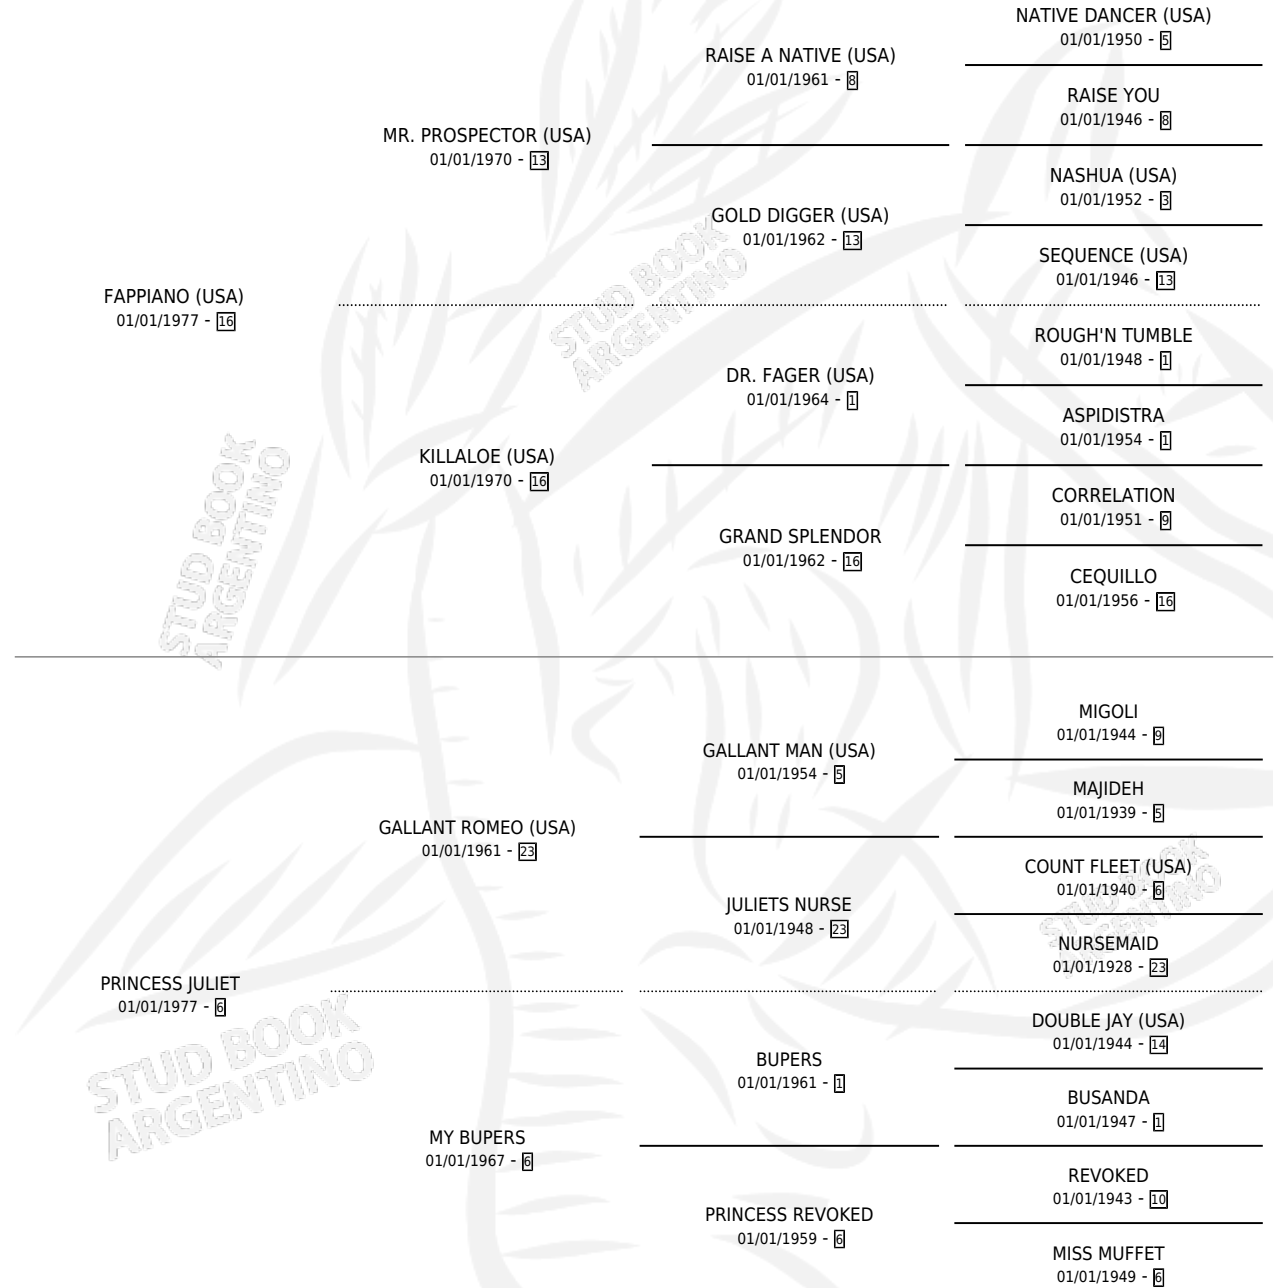 NATIVE DANCER (USA)
01/01/1950 - 5
RAISE A NATIVE (USA)
01/01/1961 - 8
RAISE YOU
01/01/1946 - 8
MR. PROSPECTOR (USA)
01/01/1970 - 13
NASHUA (USA)
01/01/1952 - 3
GOLD DIGGER (USA)
01/01/1962 - 13
SEQUENCE (USA)
01/01/1946 - 13
FAPPIANO (USA)
01/01/1977 - 16
STUD BOOK
ARGENTINO
ROUGH'N TUMBLE
01/01/1948 - 1
DR. FAGER (USA)
01/01/1964 - 1
ASPIDISTRA
01/01/1954 - 1
KILLALOE (USA)
01/01/1970 - 16
CORRELATION
01/01/1951 - 9
GRAND SPLENDOR
01/01/1962 - 16
CEQUILLO
01/01/1956 - 16
STUD BOOK
ARGENTINO
MIGOLI
01/01/1944 - 9
GALLANT MAN (USA)
01/01/1954 - 5
MAJIDEH
01/01/1939 - 5
GALLANT ROMEO (USA)
01/01/1961 - 23
COUNT FLEET (USA)
01/01/1940 - 6
JULIETS NURSE
01/01/1948 - 23
STUD BOOK
ARGENTINO
NURSEMAID
01/01/1928 - 23
PRINCESS JULIET
01/01/1977 - 6
DOUBLE JAY (USA)
01/01/1944 - 14
STUD BOOK
ARGENTINO
BUPERS
01/01/1961 - 1
BUSANDA
01/01/1947 - 1
MY BUPERS
01/01/1967 - 6
REVOKED
01/01/1943 - 10
PRINCESS REVOKED
01/01/1959 - 6
MISS MUFFET
01/01/1949 - 6